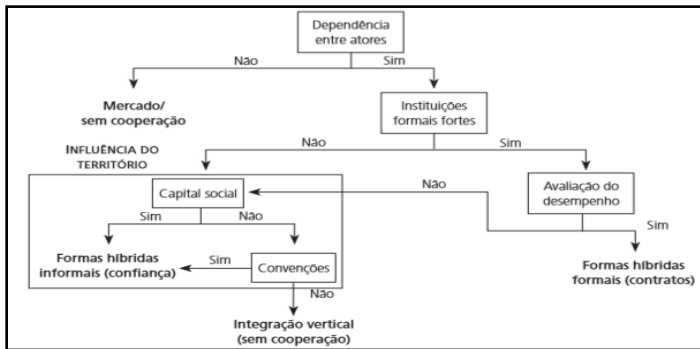 Dependência
entre atores
Não
Sim
Mercado/
sem cooperação
Instituições
formais fortes
INFLUÊNCIA DO
TERRITÓRIO
Não
Sim
Capital social
Não
Avaliação do
desempenho
Sim
Não
Sim
Formas híbridas
informais (confiança)
Sim
Convenções
Formas híbridas
formais (contratos)
Não
Integração vertical
(sem cooperação)